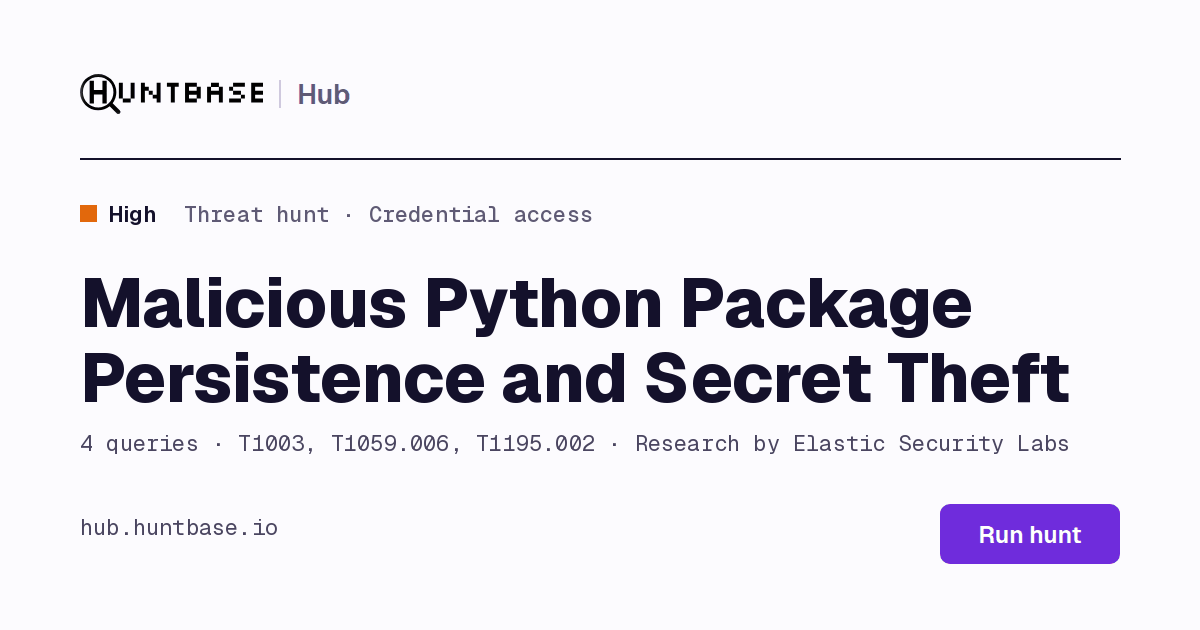 HUNTBASE | Hub
High Threat hunt · Credential access
Malicious Python Package
Persistence and Secret Theft
4 queries · T1003, T1059.006, T1195.002 · Research by Elastic Security Labs
hub.huntbase.io
Run hunt